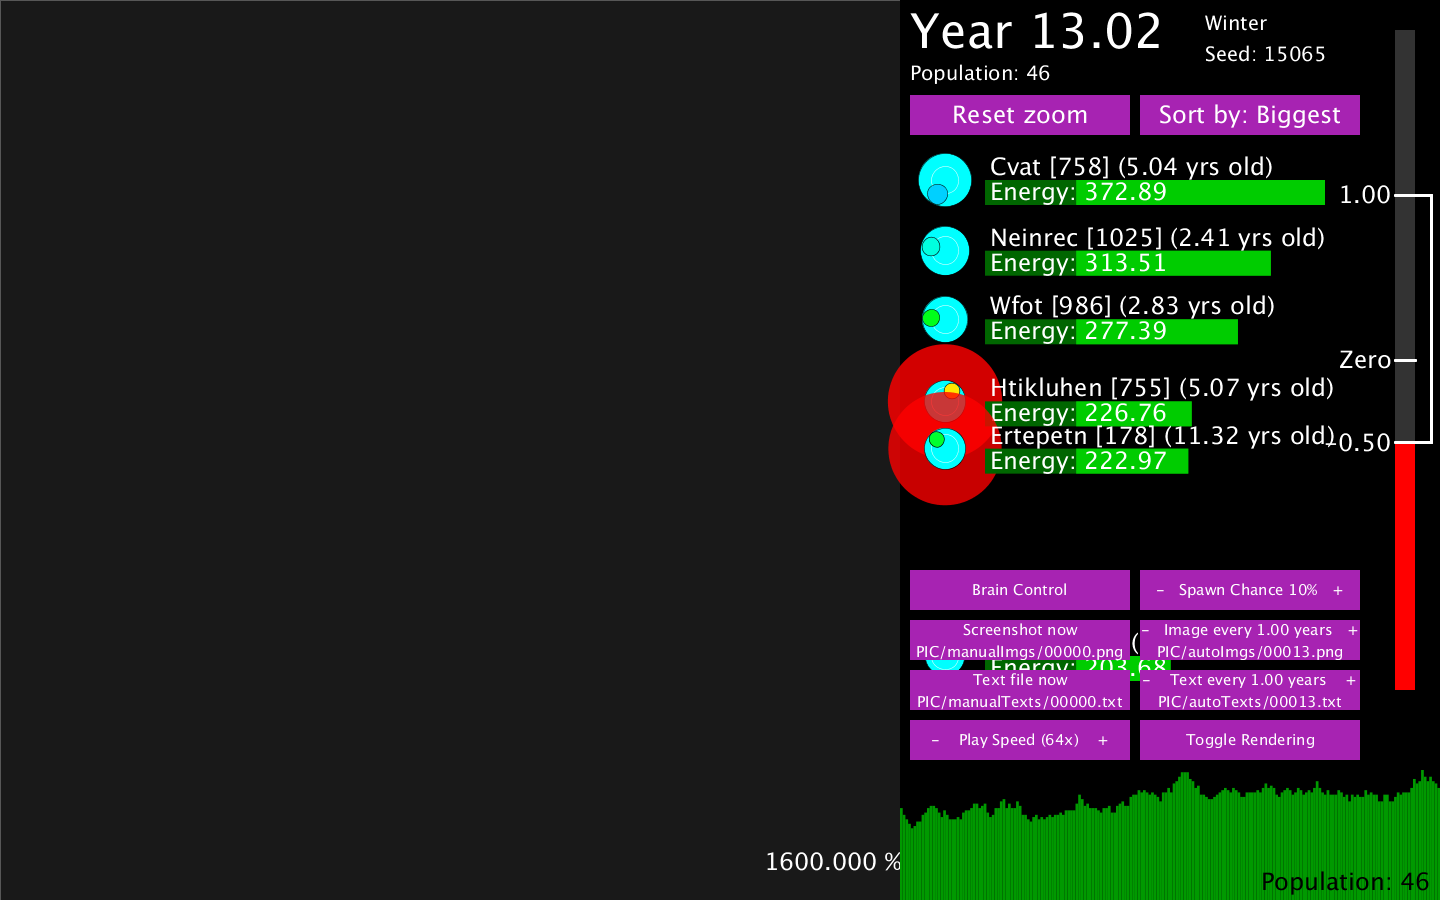 Year 13.02
Winter
Seed: 15065
Population: 46
Reset zoom
Sort by: Biggest
Cvat [758] (5.04 yrs old)
Energy: 372.89
Neinrec [1025] (2.41 yrs old)
Energy: 313.51
Wfot [986] (2.83 yrs old)
Energy: 277.39
Htikluhen [755] (5.07 yrs old)
Energy: 226.76
Ertepetn [178] (11.32 yrs old)
Energy: 222.97
1.00
Zero
-0.50
Brain Control
- Spawn Chance 10% +
Screenshot now
PIC/manualImgs/00000.png
- Image every 1.00 years +
PIC/autoImgs/00013.png
(
Energy: 203.68
Text file now
PIC/manualTexts/00000.txt
- Text every 1.00 years +
PIC/autoTexts/00013.txt
- Play Speed (64x) +
Toggle Rendering
1600.000 %
Population: 46